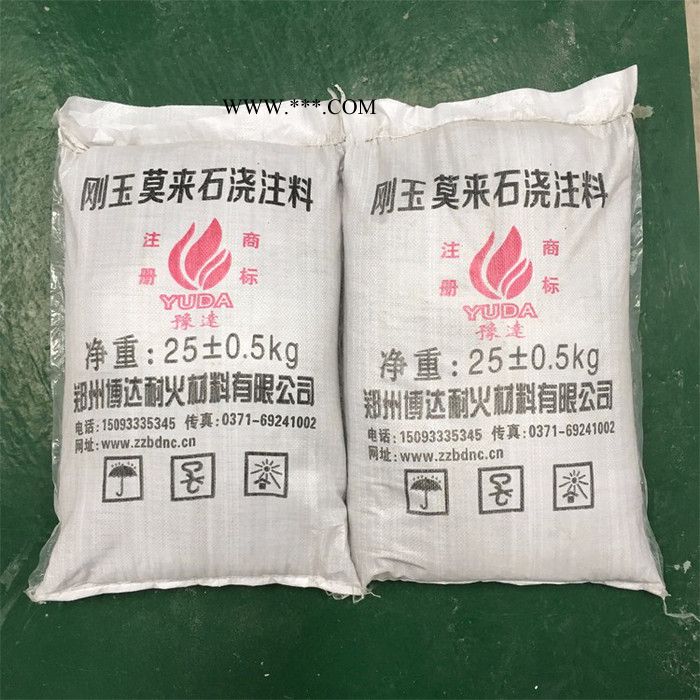 WWW.***.COM
刚玉莫来石浇注料
注册
商标
YUDA
豫達
净重:25±0.5kg
郑州博达耐火材料有限公司
电话:15093335345 传真:0371-69241002
网址:www.zzbdnc.cn
刚玉莫来石浇注料
注册
商标
YUDA
豫達
净重:25±0.5kg
郑州博达耐火材料有限公司
电话:15093335345 传真:0371-69241002
网址:www.zzbdnc.cn